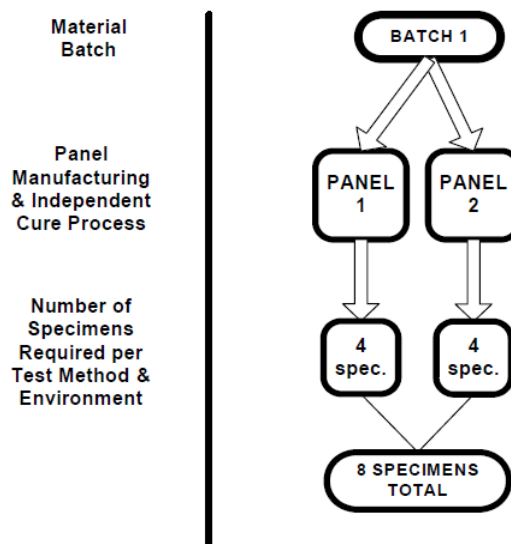 Material
Batch
BATCH 1
Panel
Manufacturing
& Independent
Cure Process
PANEL
1
PANEL
2
Number of
Specimens
Required per
Test Method &
Environment
4
spec.
4
spec.
8 SPECIMENS
TOTAL